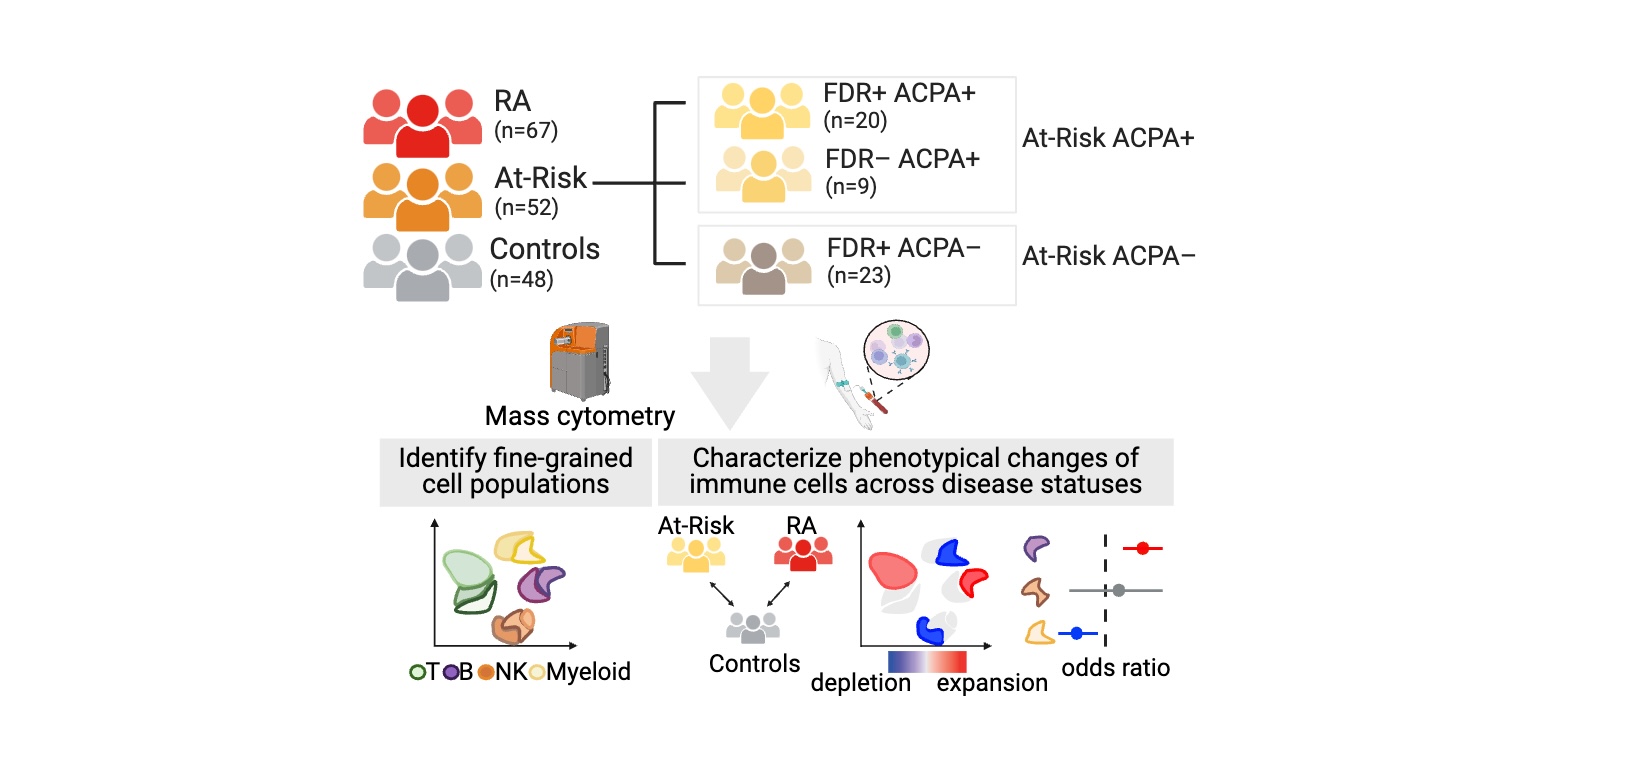 RA
(n=67)
At-Risk
(n=52)
Controls
(n=48)
FDR+ ACPA+
(n=20)
FDR− ACPA+
(n=9)
At-Risk ACPA+
FDR+ ACPA−
(n=23)
At-Risk ACPA−
Mass cytometry
Identify fine-grained
cell populations
Characterize phenotypical changes of
immune cells across disease statuses
T B NK Myeloid
At-Risk RA
Controls
depletion expansion
odds ratio